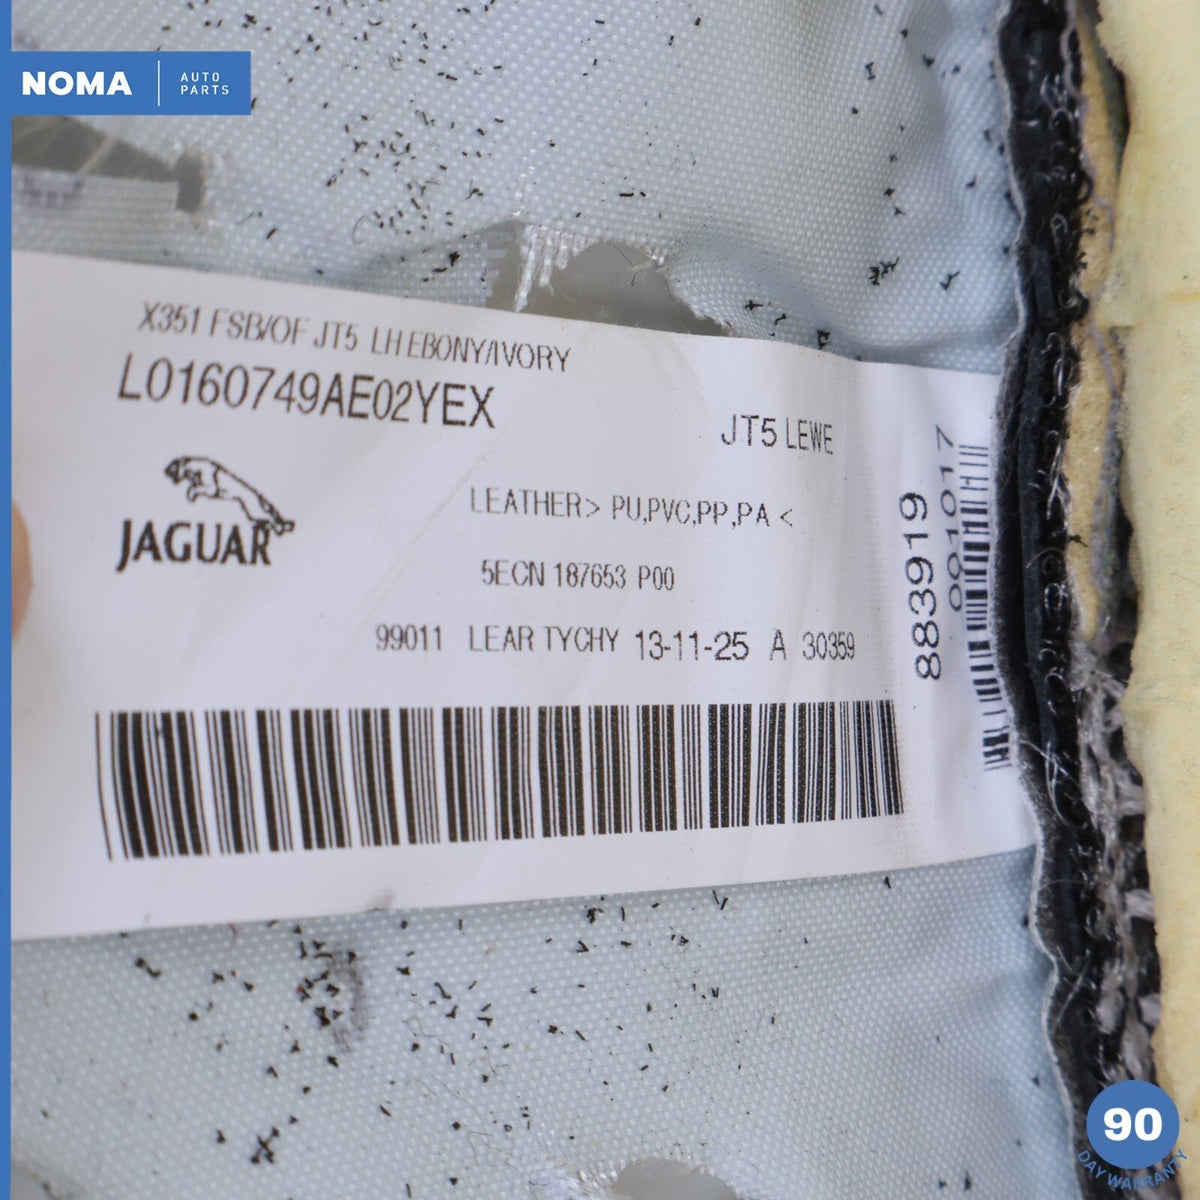 NOMA
AUTO
PARTS
X351 FSB/OF JT5 LH EBONY/IVORY
L0160749AE02YEX
JT5 LEWE
JAGUAR
LEATHER> PU,PVC,PP,PA <
5ECN 187653 P00
99011 LEAR TYCHY 13-11-25 A 30359
883919
001017
90
DAY WARRANTY